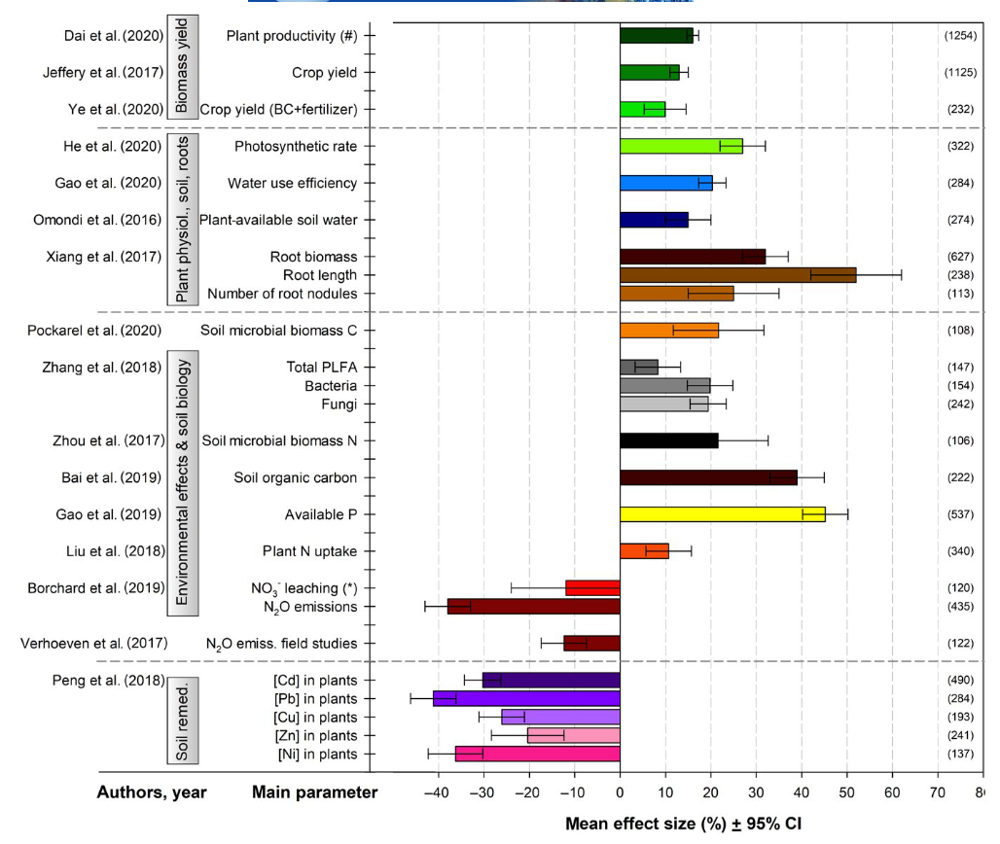 Biomass yield
Dai et al. (2020) Plant productivity (#) (1254)
Jeffery et al. (2017) Crop yield (1125)
Ye et al. (2020) Crop yield (BC+fertilizer) (232)
Plant physiol., soil, roots
He et al. (2020) Photosynthetic rate (322)
Gao et al. (2020) Water use efficiency (284)
Omondi et al. (2016) Plant-available soil water (274)
Xiang et al. (2017) Root biomass (627)
Root length (238)
Number of root nodules (113)
Environmental effects & soil biology
Pockarel et al. (2020) Soil microbial biomass C (108)
Zhang et al. (2018) Total PLFA (147)
Bacteria (154)
Fungi (242)
Zhou et al. (2017) Soil microbial biomass N (106)
Bai et al. (2019) Soil organic carbon (222)
Gao et al. (2019) Available P (537)
Liu et al. (2018) Plant N uptake (340)
Borchard et al. (2019) NO₃⁻ leaching (*) (120)
N₂O emissions (435)
Verhoeven et al. (2017) N₂O emiss. field studies (122)
Soil remed.
Peng et al. (2018) [Cd] in plants (490)
[Pb] in plants (284)
[Cu] in plants (193)
[Zn] in plants (241)
[Ni] in plants (137)
Authors, year Main parameter –40 –30 –20 –10 0 10 20 30 40 50 60 70
Mean effect size (%) ± 95% CI